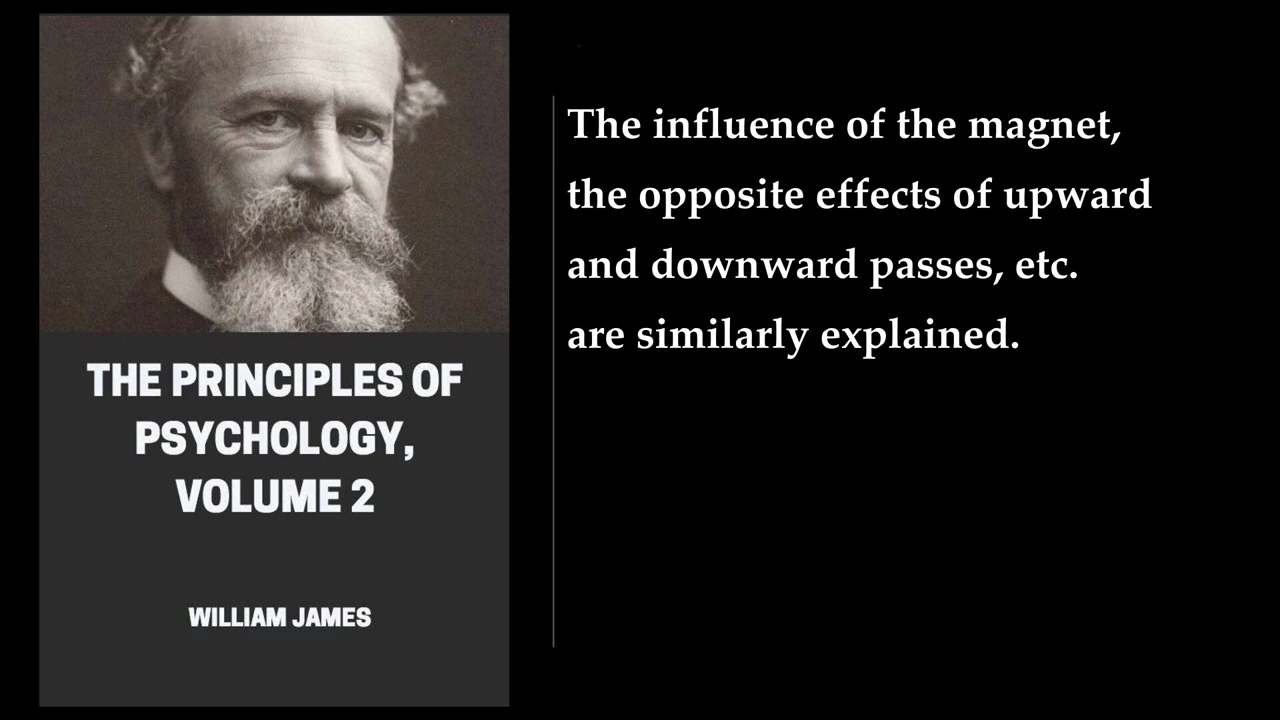 THE PRINCIPLES OF
PSYCHOLOGY,
VOLUME 2
WILLIAM JAMES
The influence of the magnet,
the opposite effects of upward
and downward passes, etc.
are similarly explained.